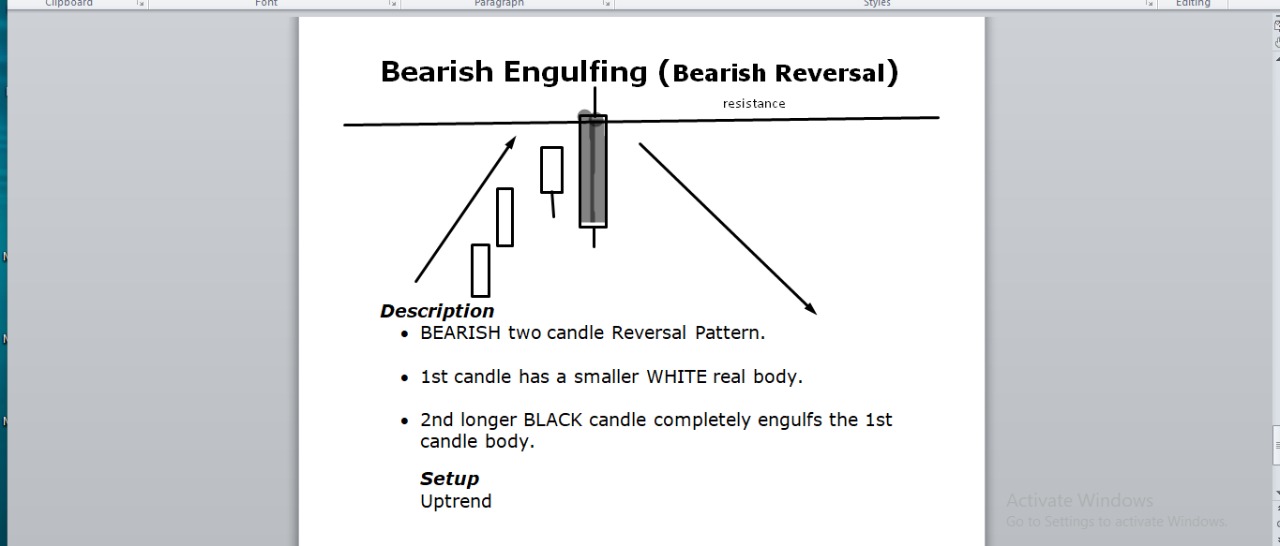 Clipboard Font Paragraph Styles Editing
Bearish Engulfing (Bearish Reversal)
resistance
Description
• BEARISH two candle Reversal Pattern.
• 1st candle has a smaller WHITE real body.
• 2nd longer BLACK candle completely engulfs the 1st
candle body.
Setup
Uptrend
Activate Windows
Go to Settings to activate Windows.